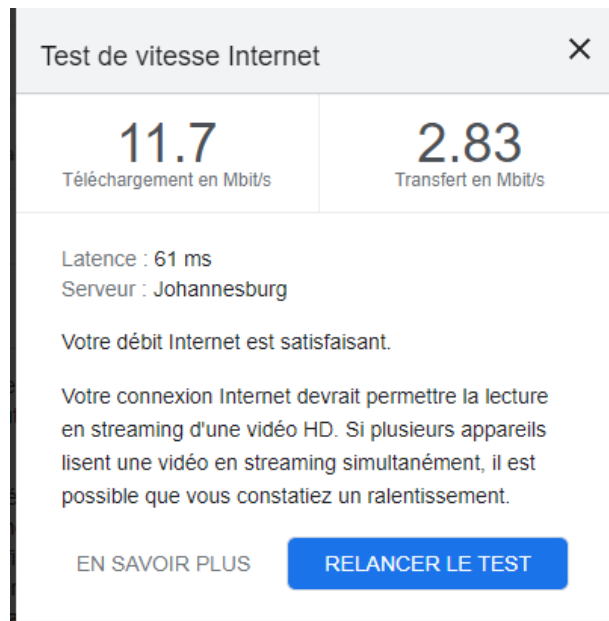 Test de vitesse Internet
11.7
Téléchargement en Mbit/s
2.83
Transfert en Mbit/s
Latence : 61 ms
Serveur : Johannesburg
Votre débit Internet est satisfaisant.
Votre connexion Internet devrait permettre la lecture
en streaming d'une vidéo HD. Si plusieurs appareils
lisent une vidéo en streaming simultanément, il est
possible que vous constatiez un ralentissement.
EN SAVOIR PLUS
RELANCER LE TEST